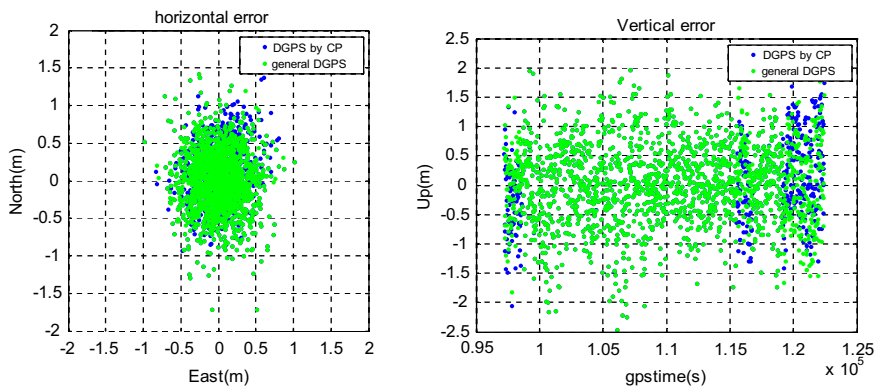 horizontal error
2
1.5
1
0.5
0
-0.5
-1
-1.5
-2
North(m)
DGPS by CP
general DGPS
-2 -1.5 -1 -0.5 0 0.5 1 1.5 2
East(m)
Vertical error
2.5
2
1.5
1
0.5
0
-0.5
-1
-1.5
-2
-2.5
Up(m)
DGPS by CP
general DGPS
0.95 1 1.05 1.1 1.15 1.2 1.25
x 10^5
gpstime(s)